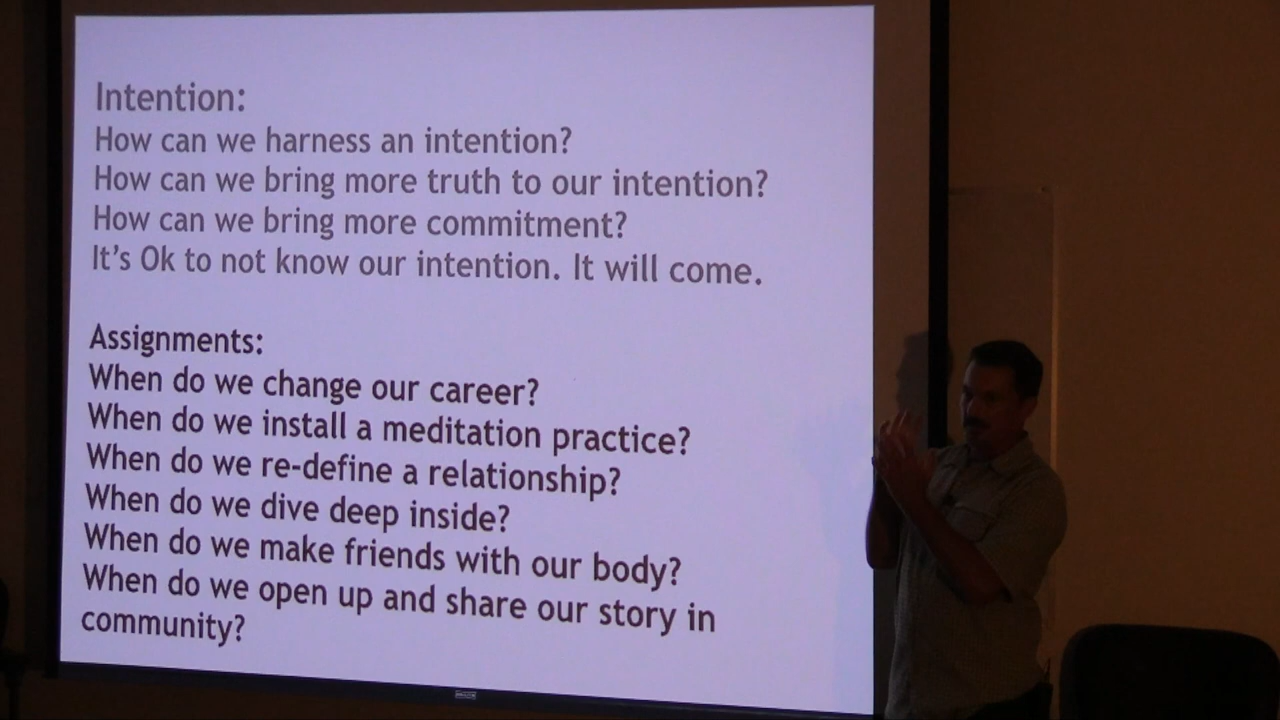 Intention:
How can we harness an intention?
How can we bring more truth to our intention?
How can we bring more commitment?
It's Ok to not know our intention. It will come.
Assignments:
When do we change our career?
When do we install a meditation practice?
When do we re-define a relationship?
When do we dive deep inside?
When do we make friends with our body?
When do we open up and share our story in
community?